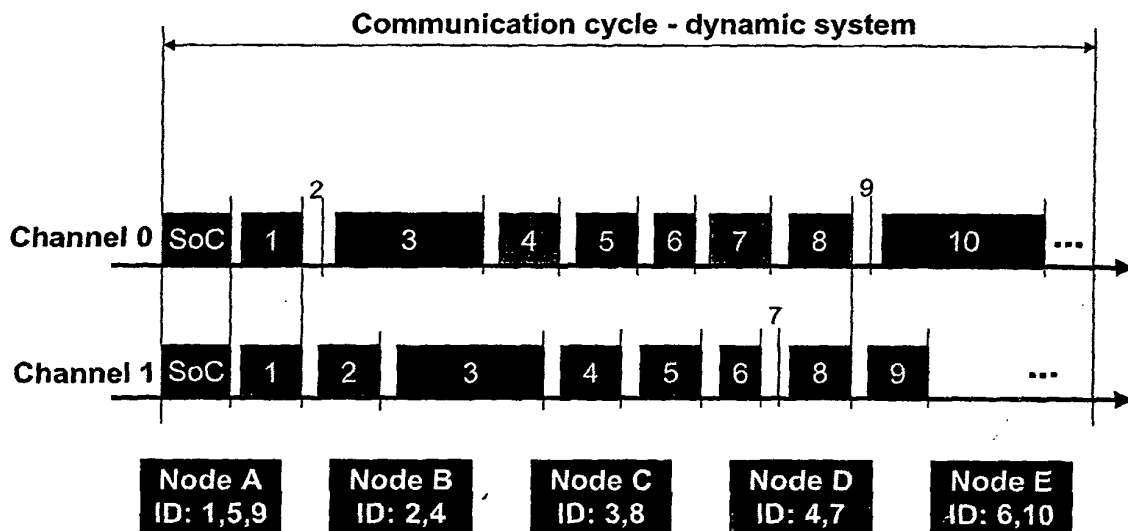 Communication cycle - dynamic system
2 9
Channel 0 SoC 1 3 4 5 6 7 8 10 ...
7
Channel 1 SoC 1 2 3 4 5 6 8 9 ...
Node A Node B Node C Node D Node E
ID: 1,5,9 ID: 2,4 ID: 3,8 ID: 4,7 ID: 6,10